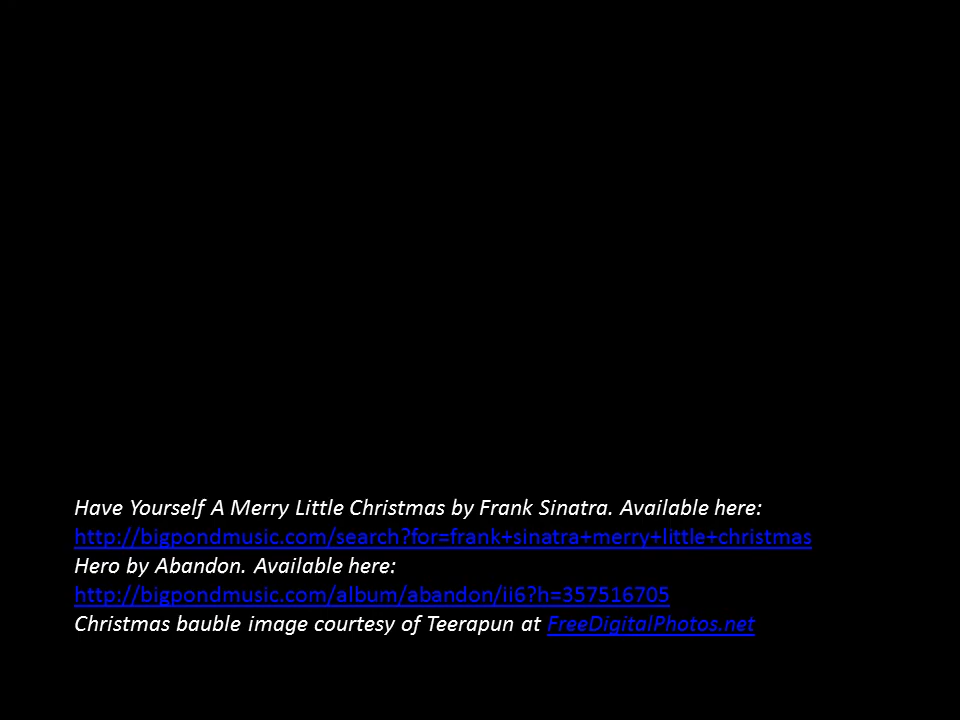 Have Yourself A Merry Little Christmas by Frank Sinatra. Available here:
http://bigpondmusic.com/search?for=frank+sinatra+merry+little+christmas
Hero by Abandon. Available here:
http://bigpondmusic.com/album/abandon/ii6?h=357516705
Christmas bauble image courtesy of Teerapun at FreeDigitalPhotos.net